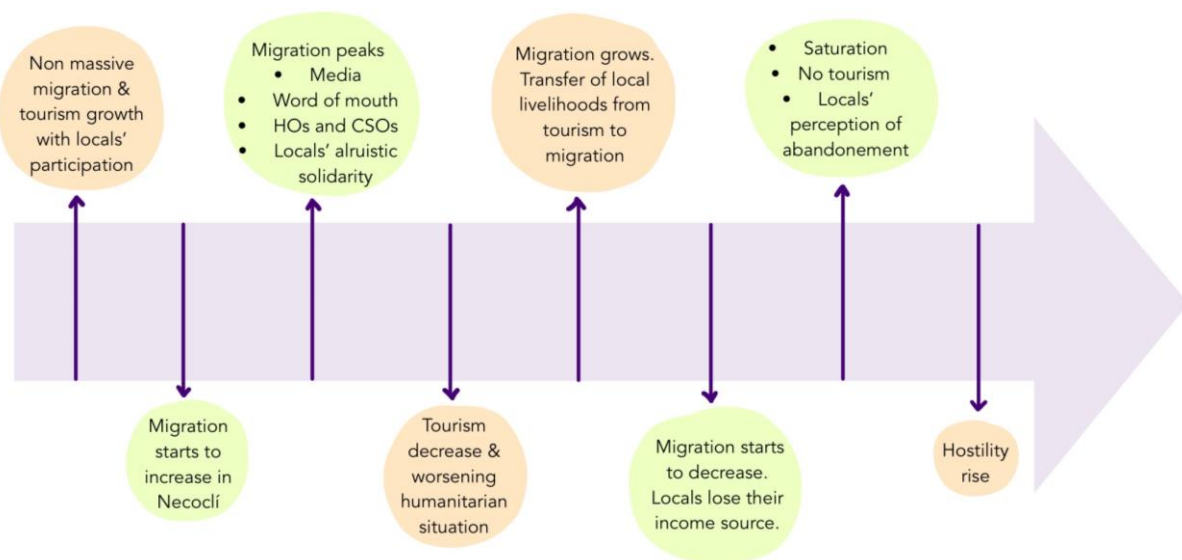 Non massive
migration &
tourism growth
with locals'
participation
Migration
starts to
increase in
Necoclí
Migration peaks
• Media
• Word of mouth
• HOs and CSOs
• Locals' alruistic
solidarity
Tourism
decrease &
worsening
humanitarian
situation
Migration grows.
Transfer of local
livelihoods from
tourism to
migration
Migration starts
to decrease.
Locals lose their
income source.
• Saturation
• No tourism
• Locals'
perception of
abandonement
Hostility
rise